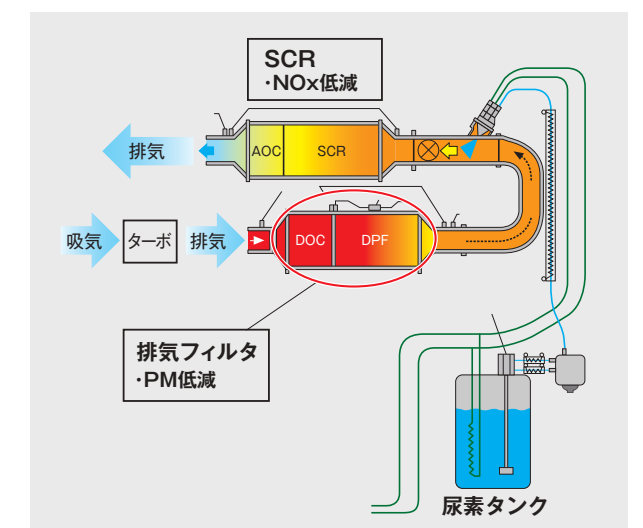 SCR
・NOx低減
排気
AOC
SCR
吸気
ターボ
排気
DOC
DPF
排気フィルタ
・PM低減
尿素タンク